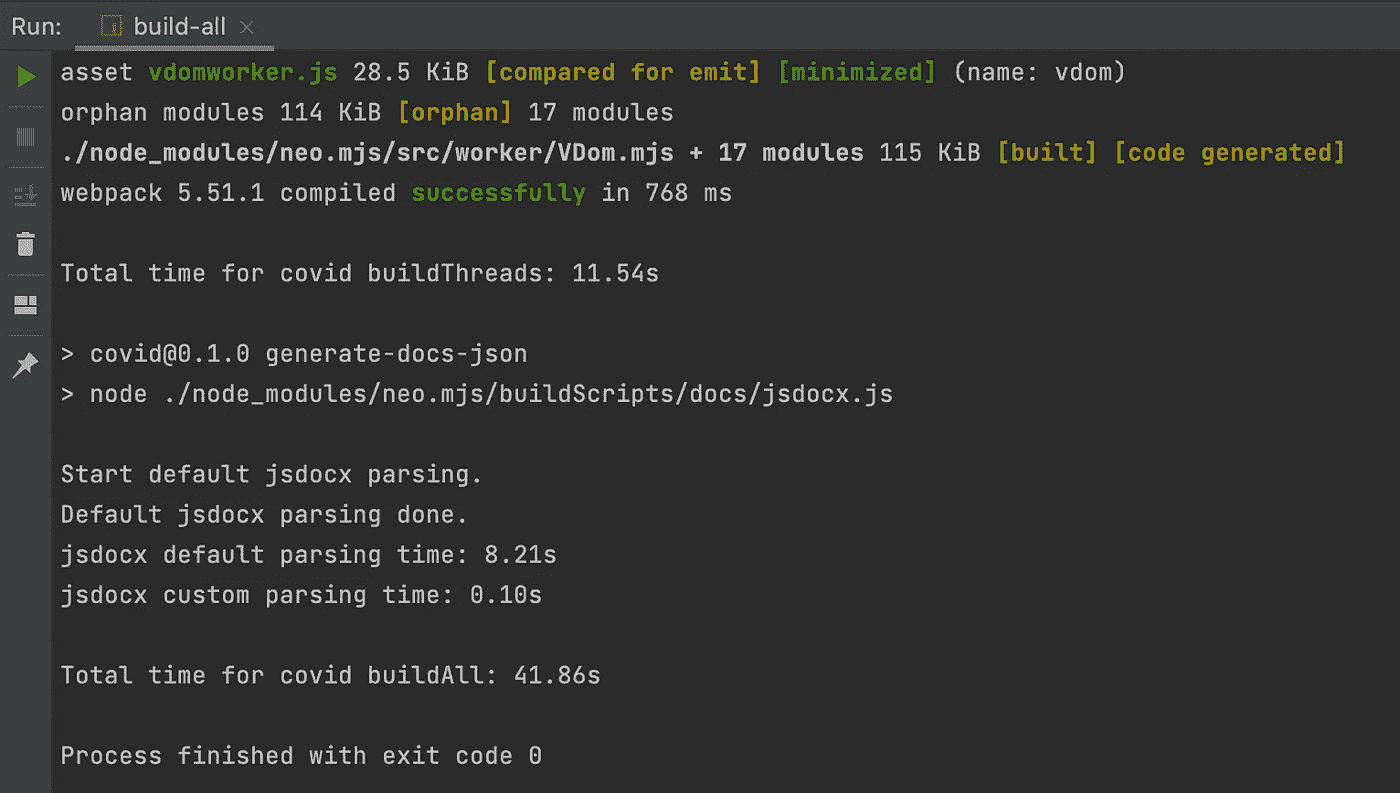 Run: build-all
asset vdomworker.js 28.5 KiB [compared for emit] [minimized] (name: vdom)
orphan modules 114 KiB [orphan] 17 modules
./node_modules/neo.mjs/src/worker/VDom.mjs + 17 modules 115 KiB [built] [code generated]
webpack 5.51.1 compiled successfully in 768 ms
Total time for covid buildThreads: 11.54s
> covid@0.1.0 generate-docs-json
> node ./node_modules/neo.mjs/buildScripts/docs/jsdocx.js
Start default jsdocx parsing.
Default jsdocx parsing done.
jsdocx default parsing time: 8.21s
jsdocx custom parsing time: 0.10s
Total time for covid buildAll: 41.86s
Process finished with exit code 0